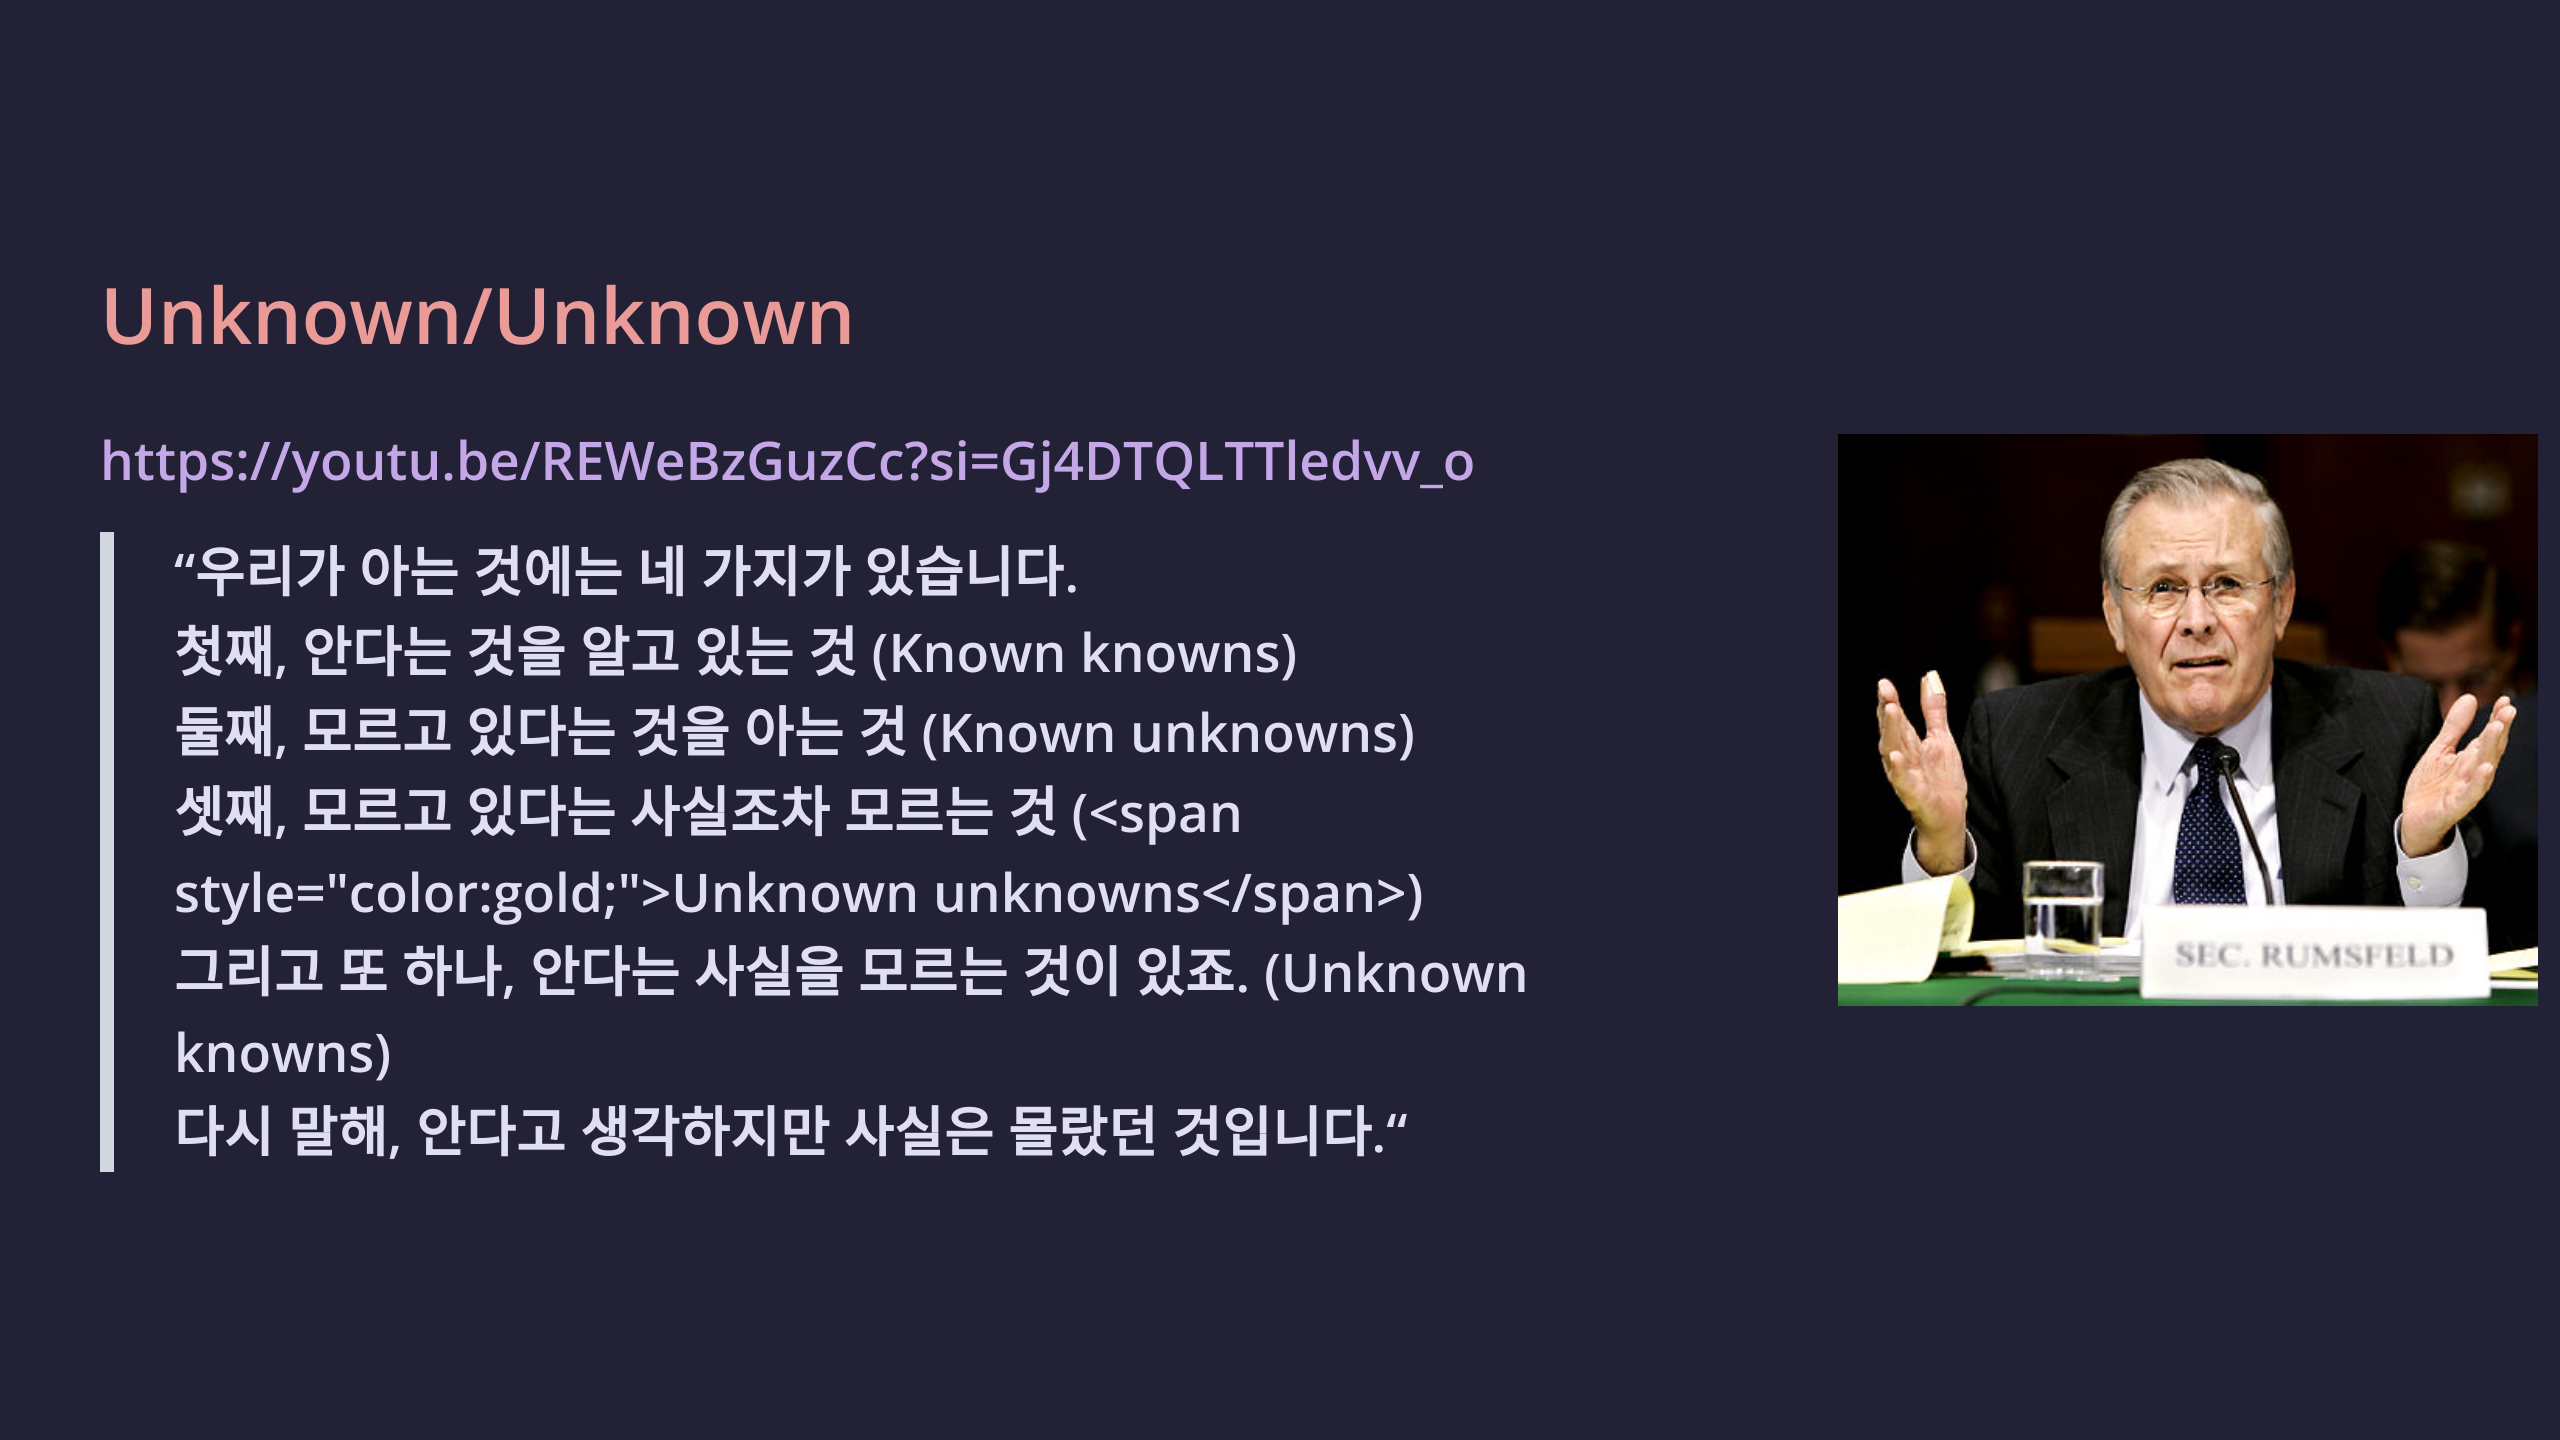 Unknown/Unknown
https://youtu.be/REWeBzGuzCc?si=Gj4DTQLTTledvv_o
“우리가 아는 것에는 네 가지가 있습니다.
첫째, 안다는 것을 알고 있는 것 (Known knowns)
둘째, 모르고 있다는 것을 아는 것 (Known unknowns)
셋째, 모르고 있다는 사실조차 모르는 것 (<span
style="color:gold;">Unknown unknowns</span>)
그리고 또 하나, 안다는 사실을 모르는 것이 있죠. (Unknown
knowns)
다시 말해, 안다고 생각하지만 사실은 몰랐던 것입니다.“
SEC. RUMSFELD